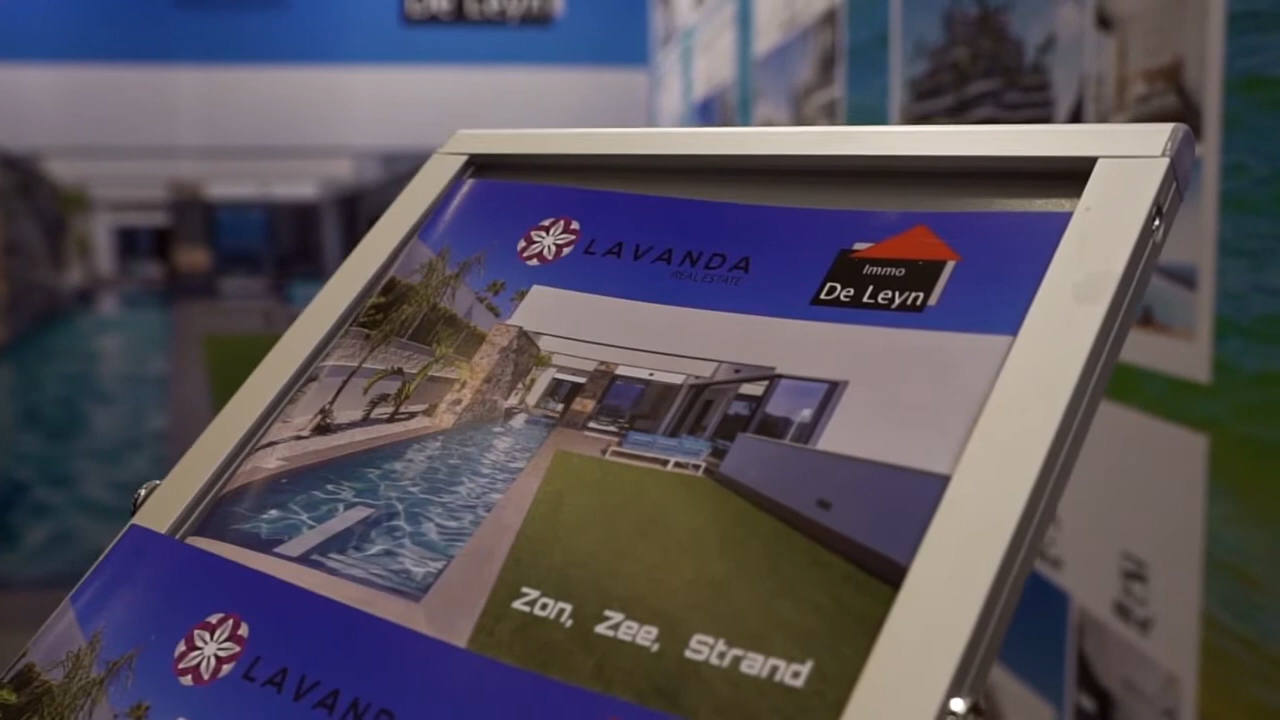 De Leyn
LAVANDA
REAL ESTATE
Immo
De Leyn
Zon, Zee, Strand
LAVANDA